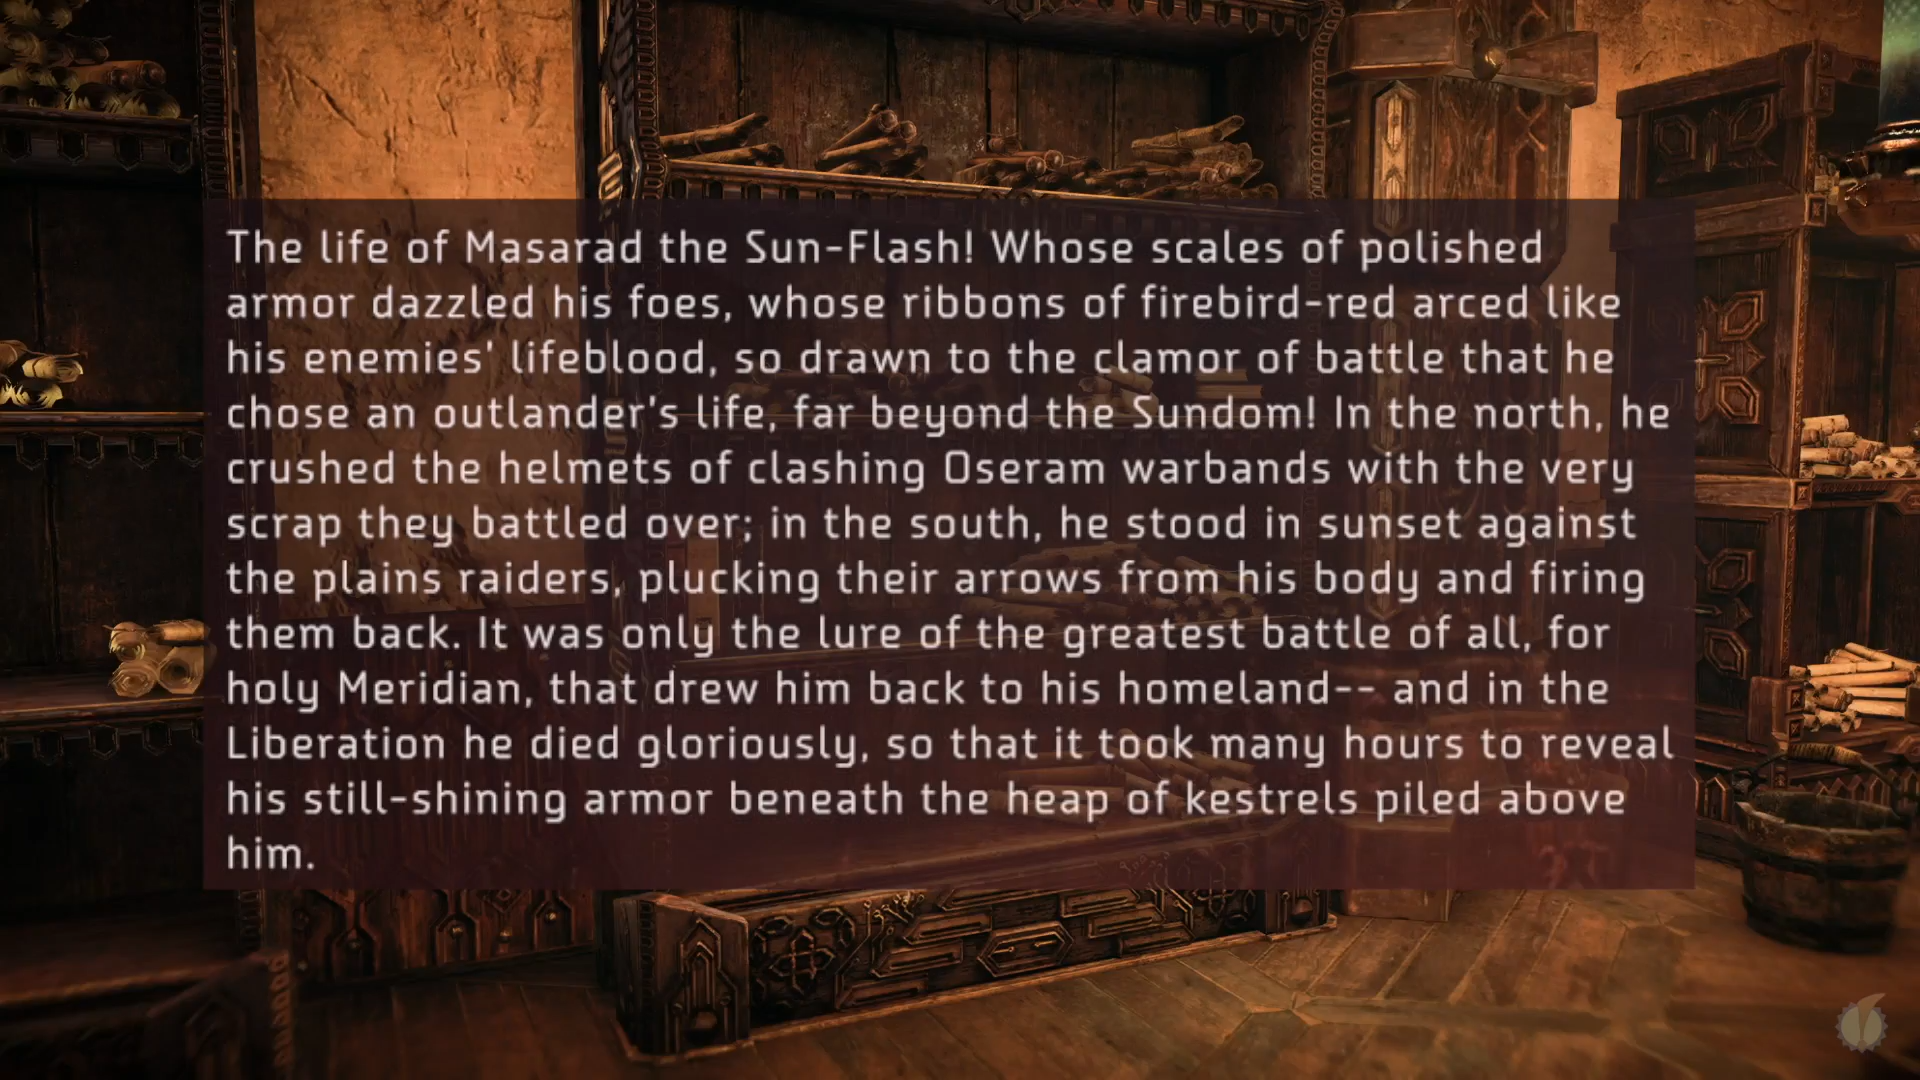 The life of Masarad the Sun-Flash! Whose scales of polished
armor dazzled his foes, whose ribbons of firebird-red arced like
his enemies' lifeblood, so drawn to the clamor of battle that he
chose an outlander's life, far beyond the Sundom! In the north, he
crushed the helmets of clashing Oseram warbands with the very
scrap they battled over; in the south, he stood in sunset against
the plains raiders, plucking their arrows from his body and firing
them back. It was only the lure of the greatest battle of all, for
holy Meridian, that drew him back to his homeland-- and in the
Liberation he died gloriously, so that it took many hours to reveal
his still-shining armor beneath the heap of kestrels piled above
him.